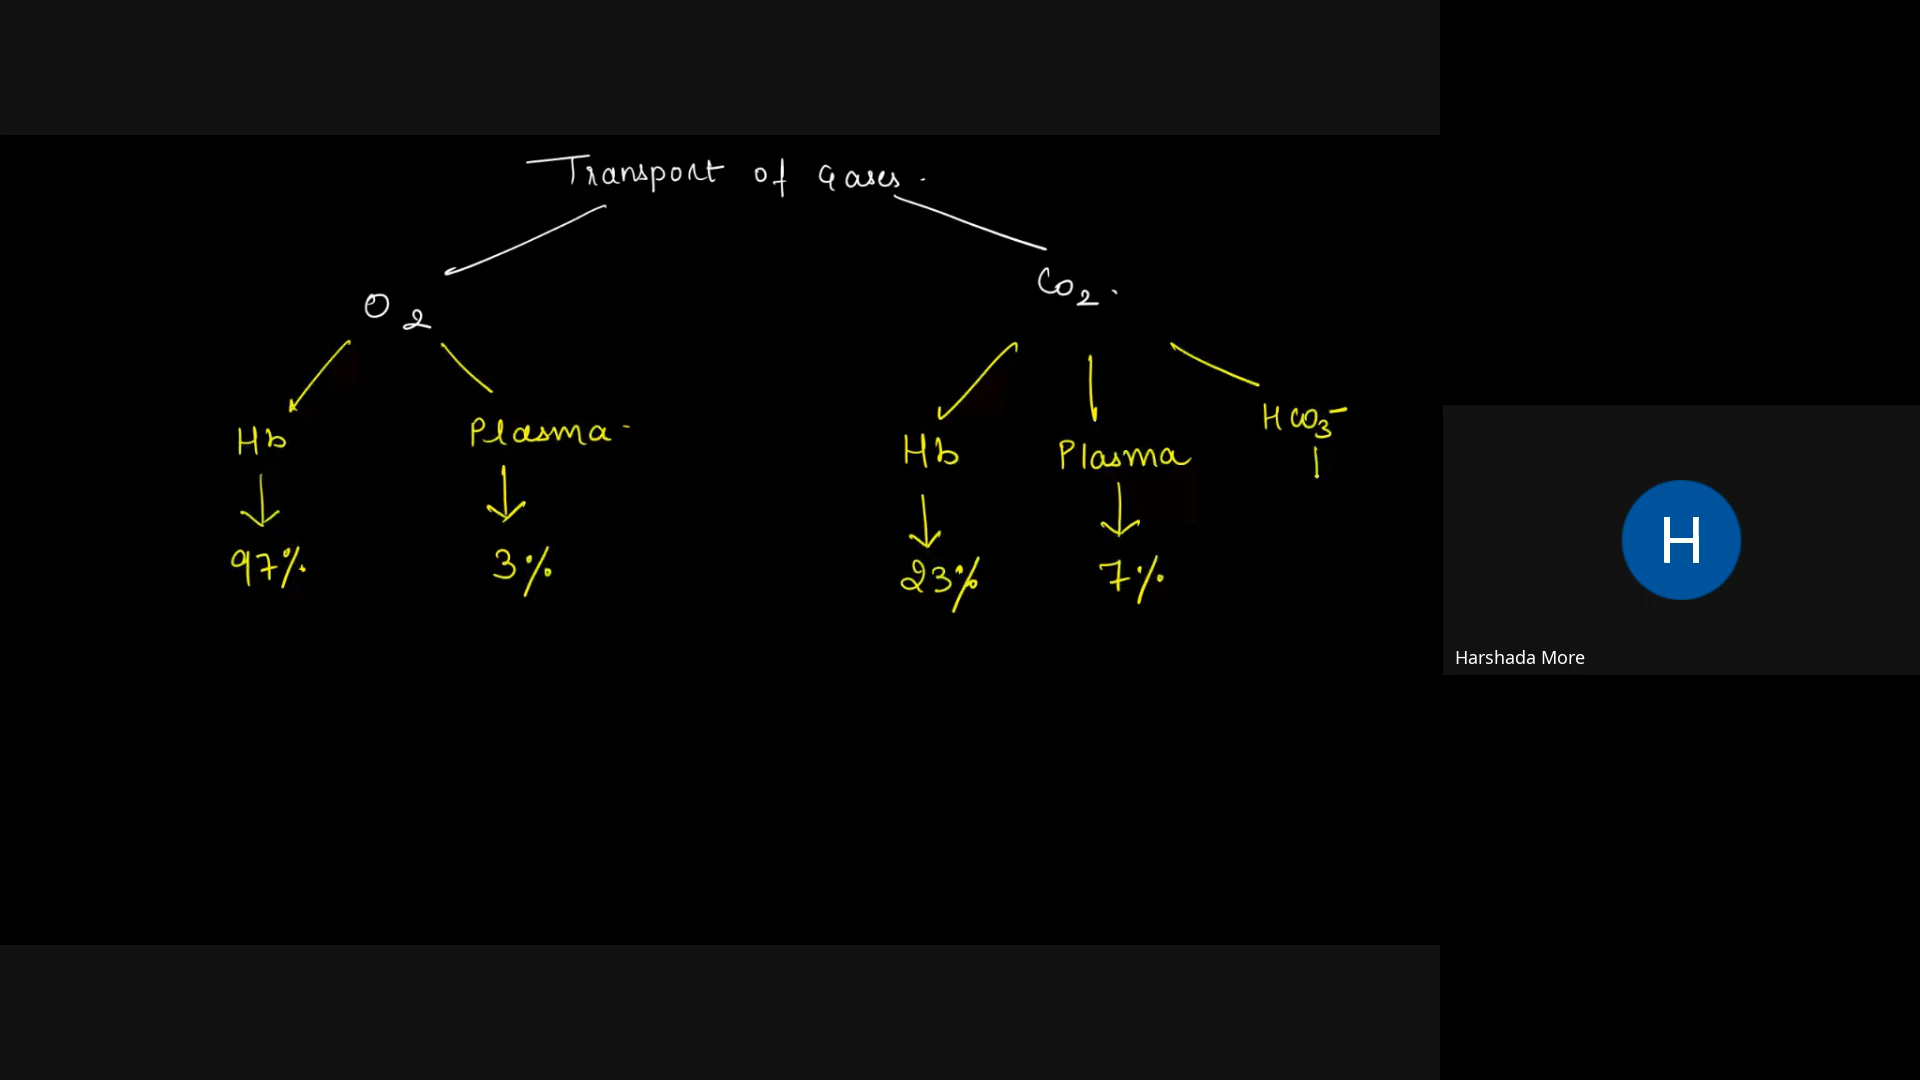 Transport of Gases.
O2
CO2.
Hb
Plasma
Hb
Plasma
HCO3-
97%
3%
23%
7%
H
Harshada More